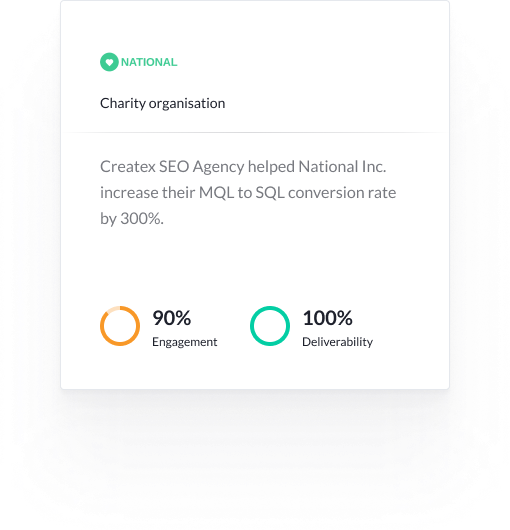 NATIONAL
Charity organisation
Createx SEO Agency helped National Inc.
increase their MQL to SQL conversion rate
by 300%.
90%
Engagement
100%
Deliverability